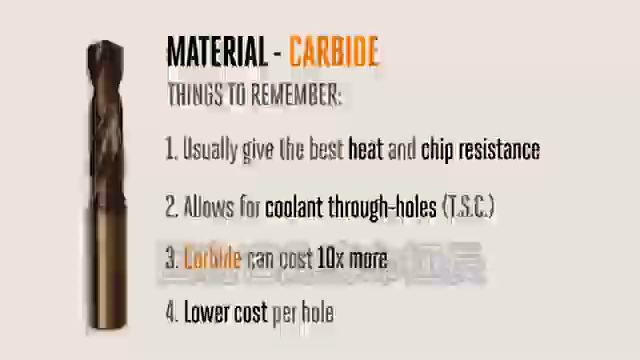 MATERIAL - CARBIDE
THINGS TO REMEMBER:
1. Usually give the best heat and chip resistance
2. Allows for coolant through-holes (T.S.C.)
3. Carbide can cost 10x more
4. Lower cost per hole